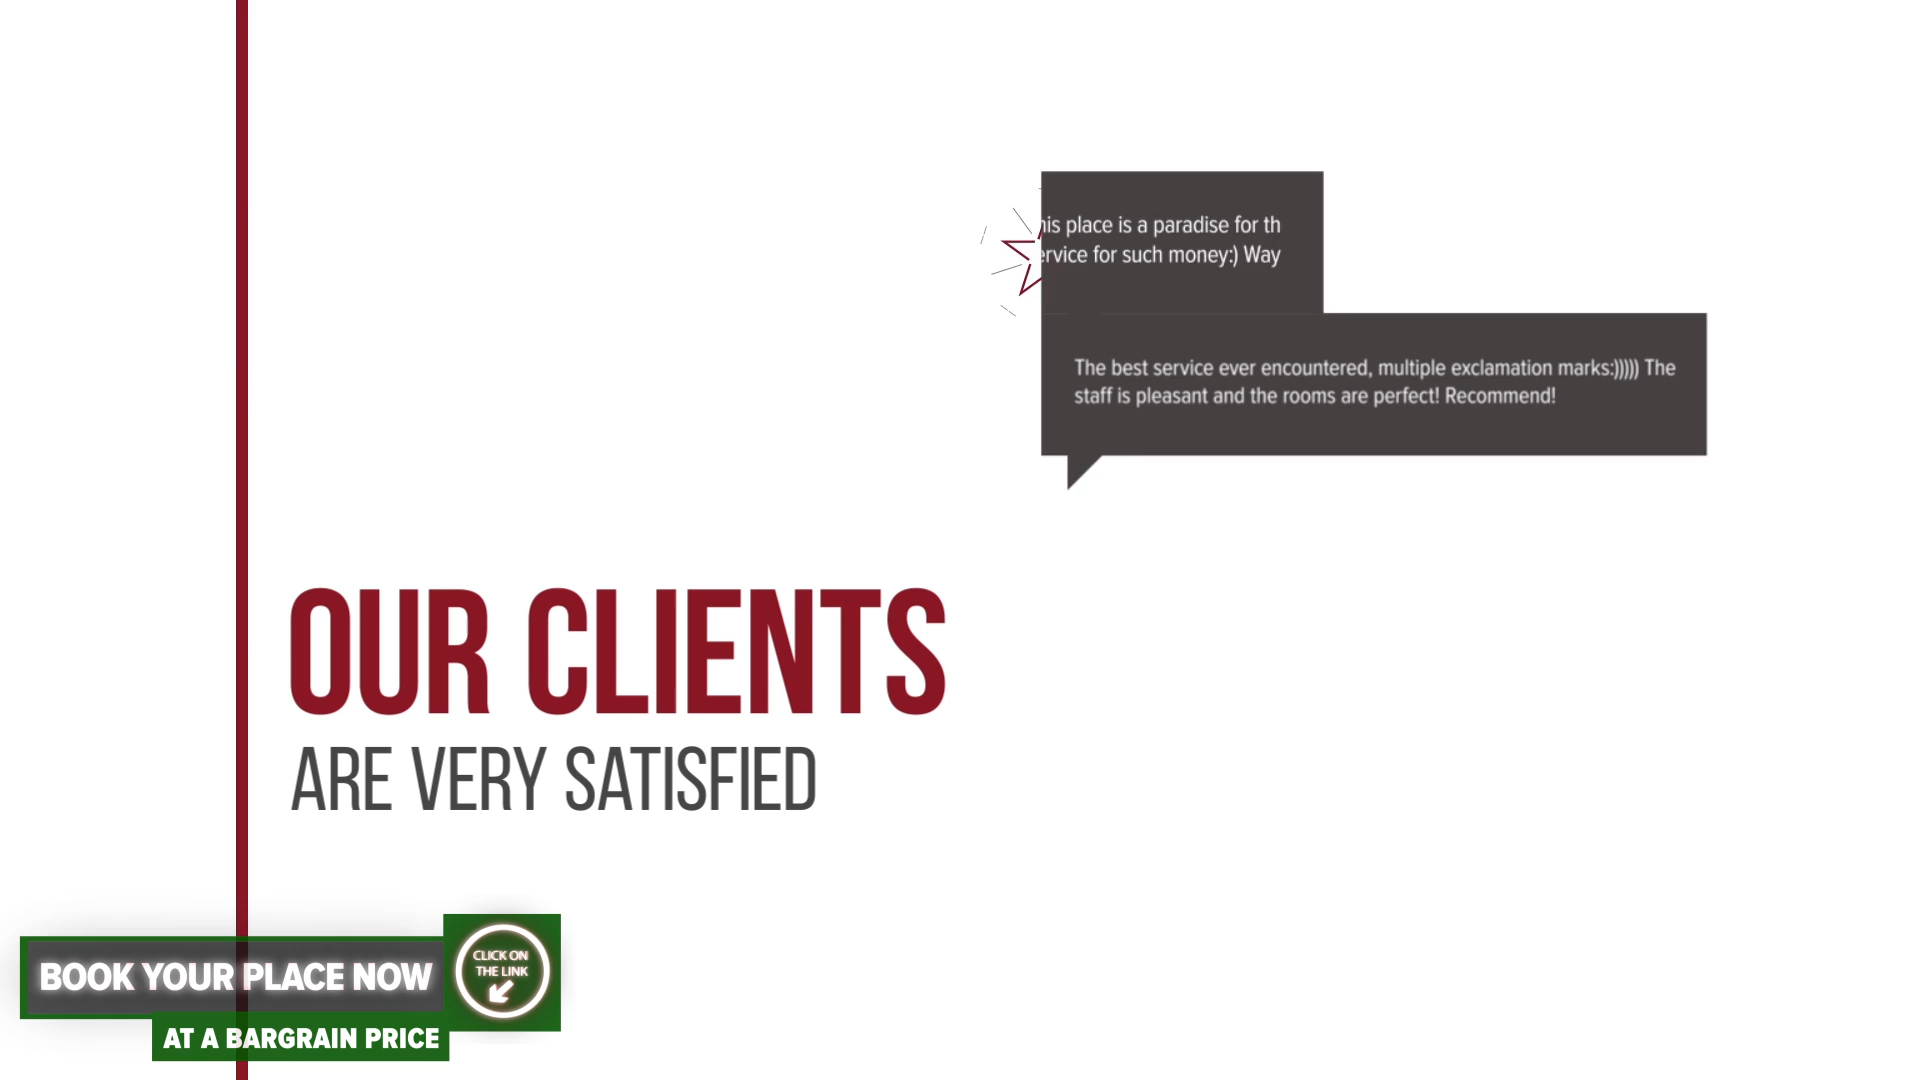 his place is a paradise for th
ervice for such money:) Way
The best service ever encountered, multiple exclamation marks:))))) The
staff is pleasant and the rooms are perfect! Recommend!
OUR CLIENTS
ARE VERY SATISFIED
BOOK YOUR PLACE NOW
CLICK ON
THE LINK
AT A BARGRAIN PRICE